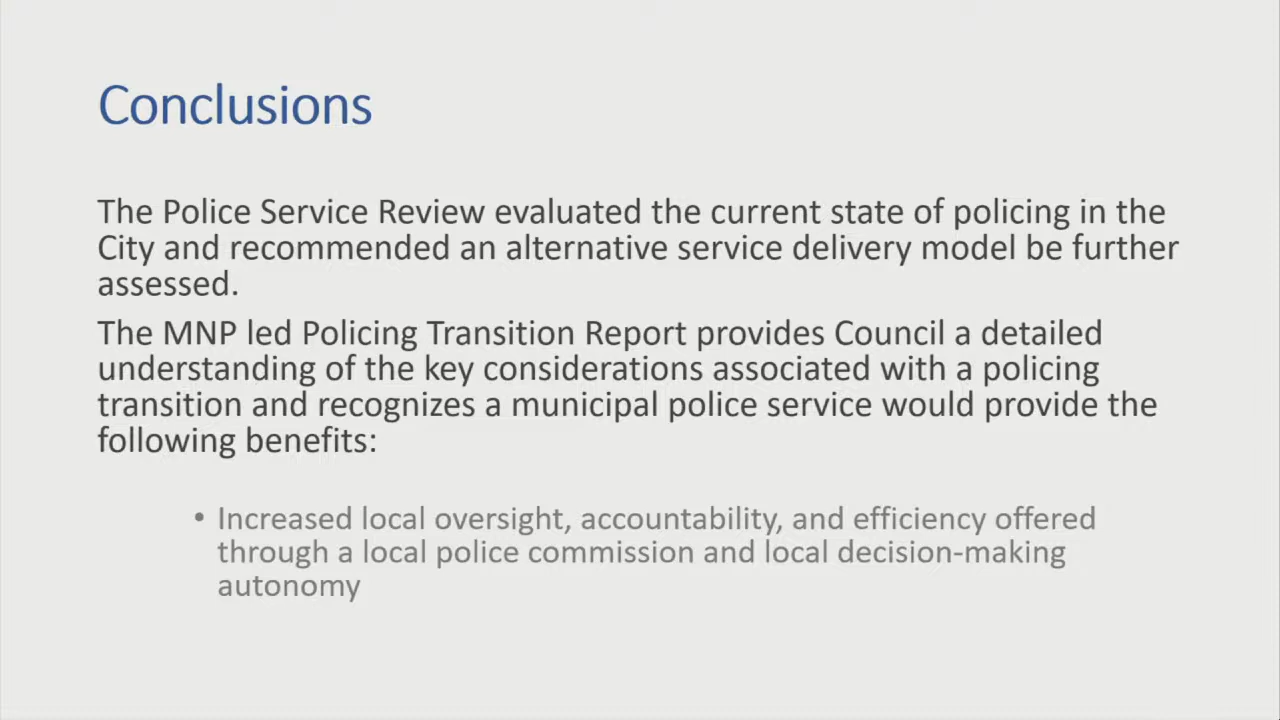 Conclusions
The Police Service Review evaluated the current state of policing in the
City and recommended an alternative service delivery model be further
assessed.
The MNP led Policing Transition Report provides Council a detailed
understanding of the key considerations associated with a policing
transition and recognizes a municipal police service would provide the
following benefits:
• Increased local oversight, accountability, and efficiency offered
through a local police commission and local decision-making
autonomy